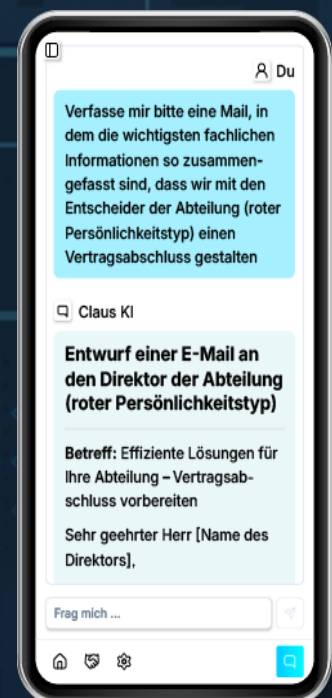 Du
Verfasse mir bitte eine Mail, in
dem die wichtigsten fachlichen
Informationen so zusammen-
gefasst sind, dass wir mit den
Entscheider der Abteilung (roter
Persönlichkeitstyp) einen
Vertragsabschluss gestalten
Claus KI
Entwurf einer E-Mail an
den Direktor der Abteilung
(roter Persönlichkeitstyp)
Betreff: Effiziente Lösungen für
Ihre Abteilung – Vertragsab-
schluss vorbereiten
Sehr geehrter Herr [Name des
Direktors],
Frag mich ...